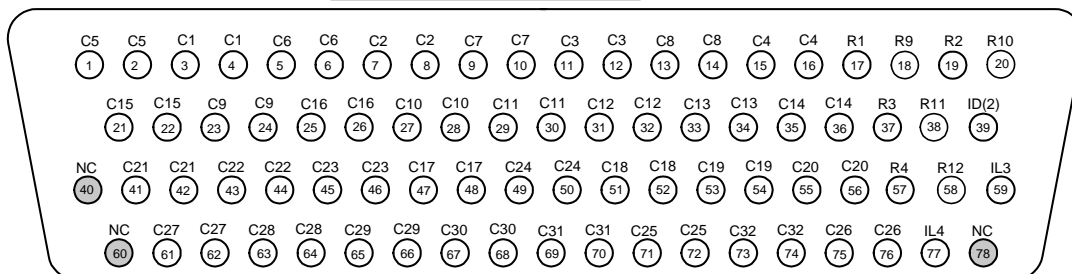 C5 C5 C1 C1 C6 C6 C2 C2 C7 C7 C3 C3 C8 C8 C4 C4 R1 R9 R2 R10
1 2 3 4 5 6 7 8 9 10 11 12 13 14 15 16 17 18 19 20
C15 C15 C9 C9 C16 C16 C10 C10 C11 C11 C12 C12 C13 C13 C14 C14 R3 R11 ID(2)
21 22 23 24 25 26 27 28 29 30 31 32 33 34 35 36 37 38 39
NC C21 C21 C22 C22 C23 C23 C17 C17 C24 C24 C18 C18 C19 C19 C20 C20 R4 R12 IL3
40 41 42 43 44 45 46 47 48 49 50 51 52 53 54 55 56 57 58 59
NC C27 C27 C28 C28 C29 C29 C30 C30 C31 C31 C25 C25 C32 C32 C26 C26 IL4 NC
60 61 62 63 64 65 66 67 68 69 70 71 72 73 74 75 76 77 78